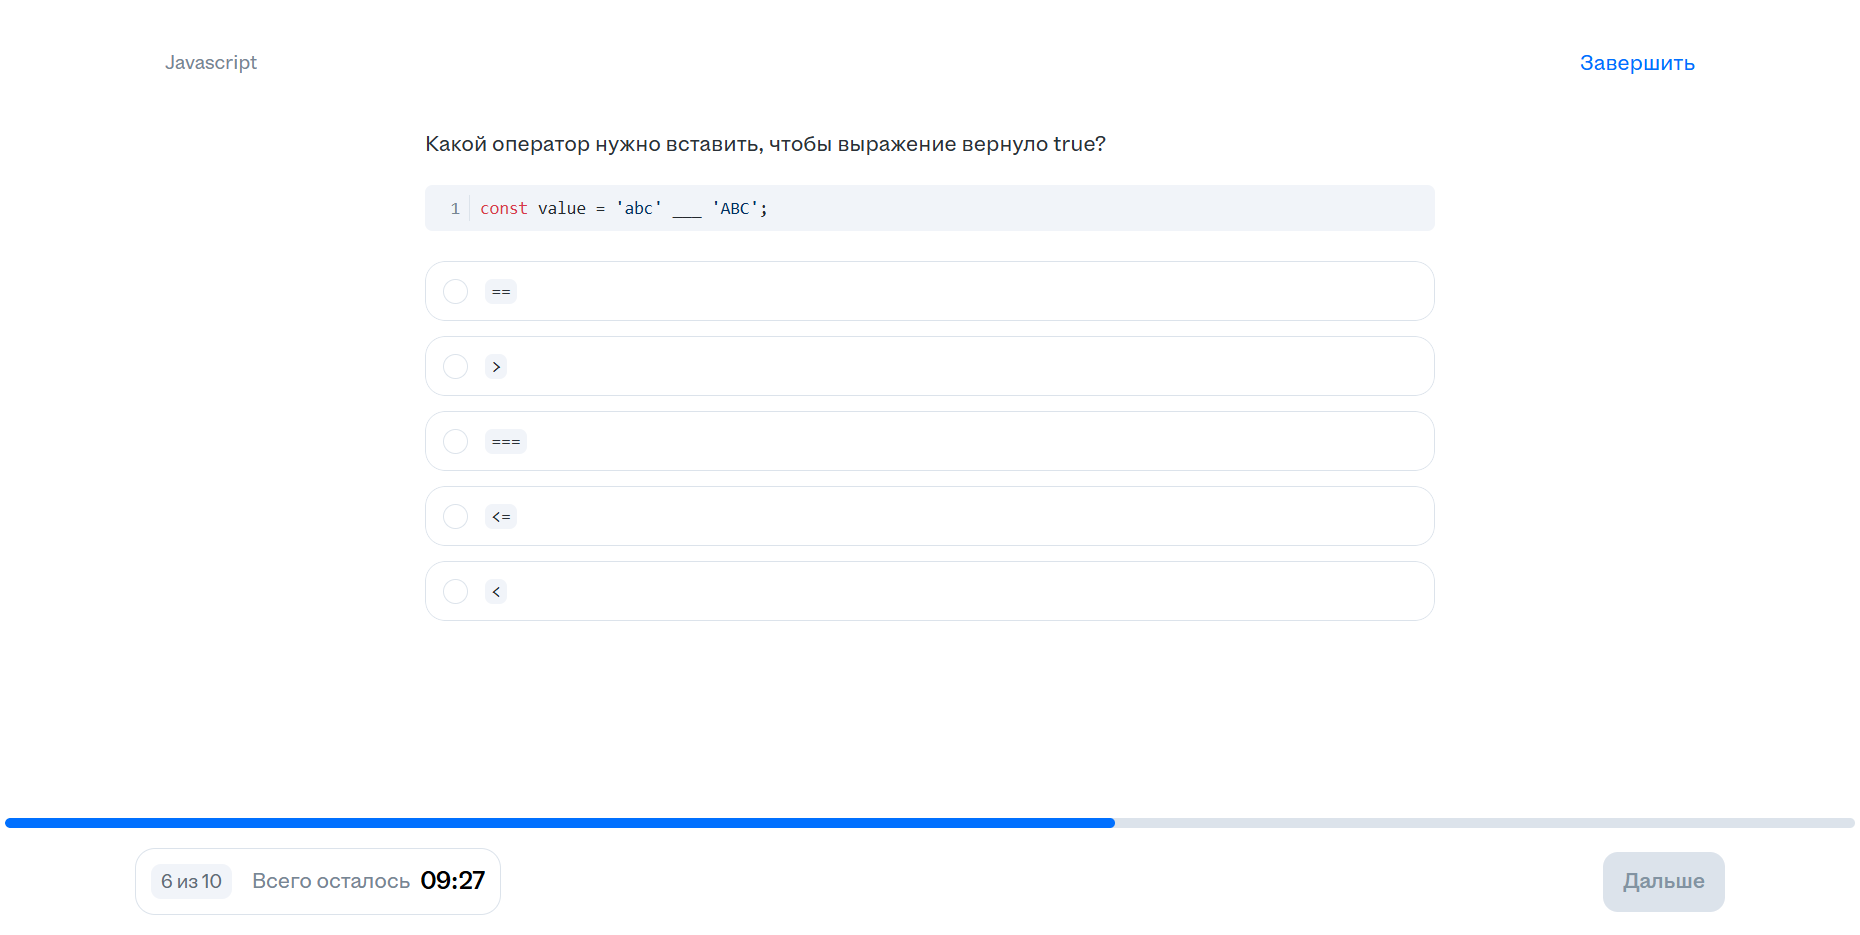 Javascript
Завершить
Какой оператор нужно вставить, чтобы выражение вернуло true?
1 const value = 'abc' ___ 'ABC';
==
>
===
<=
<
6 из 10 Всего осталось 09:27
Дальше